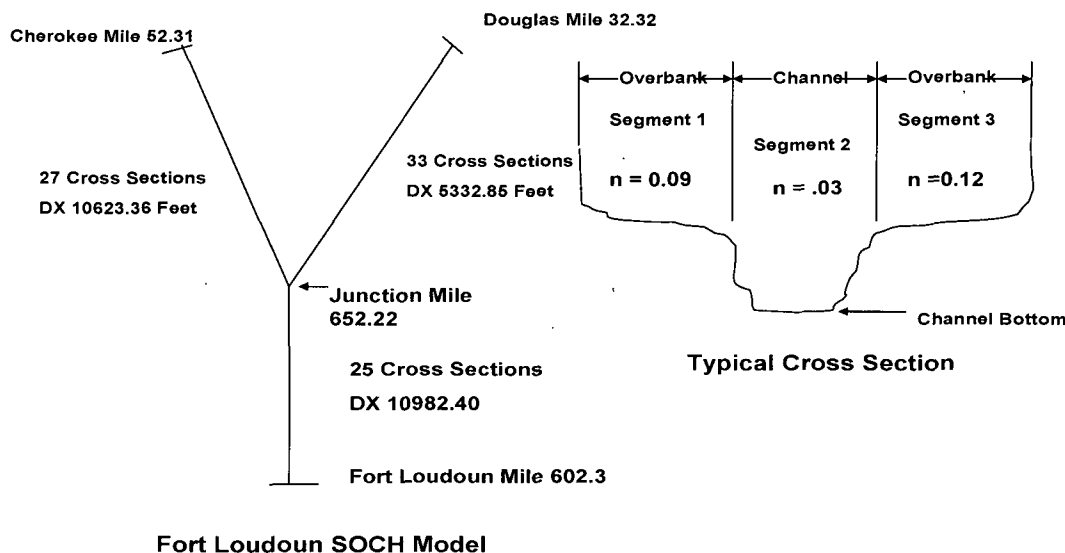 Cherokee Mile 52.31
Douglas Mile 32.32
27 Cross Sections
DX 10623.36 Feet
33 Cross Sections
DX 5332.85 Feet
Junction Mile
652.22
25 Cross Sections
DX 10982.40
Fort Loudoun Mile 602.3
Fort Loudoun SOCH Model
Overbank
Channel
Overbank
Segment 1
Segment 2
Segment 3
n = 0.09
n = .03
n =0.12
Channel Bottom
Typical Cross Section